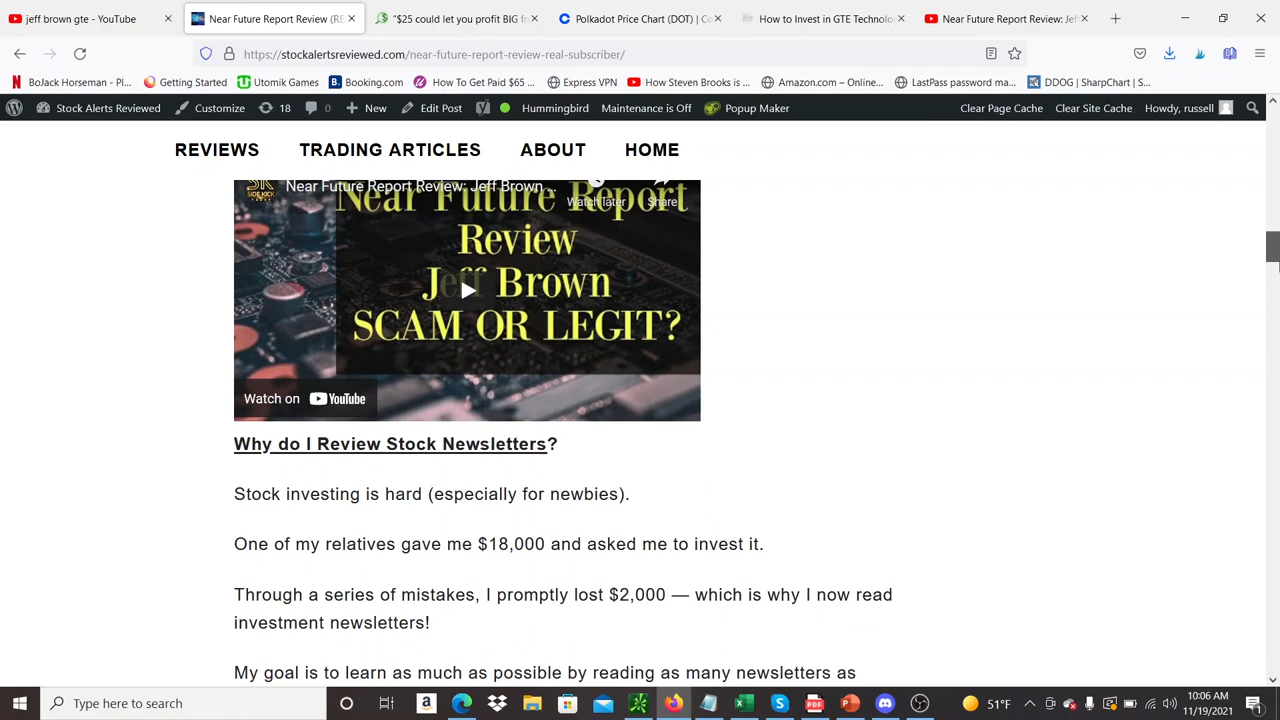 jeff brown gte - YouTube
Near Future Report Review (RE
"$25 could let you profit BIG fr
Polkadot Price Chart (DOT) | Co
How to Invest in GTE Technolo
Near Future Report Review: Jef
https://stockalertsreviewed.com/near-future-report-review-real-subscriber/
BoJack Horseman - Pl...
Getting Started
Utomik Games
Booking.com
How To Get Paid $65 ...
Express VPN
How Steven Brooks is ...
Amazon.com – Online...
LastPass password ma...
DDOG | SharpChart | S...
Stock Alerts Reviewed
Customize
18
0
New
Edit Post
Hummingbird
Maintenance is Off
Popup Maker
Clear Page Cache
Clear Site Cache
Howdy, russell
REVIEWS
TRADING ARTICLES
ABOUT
HOME
Near Future Report Review: Jeff Brown ...
Watch later
Share
Near Future Report
Review
Jeff Brown
SCAM OR LEGIT?
Watch on YouTube
Why do I Review Stock Newsletters?
Stock investing is hard (especially for newbies).
One of my relatives gave me $18,000 and asked me to invest it.
Through a series of mistakes, I promptly lost $2,000 — which is why I now read
investment newsletters!
My goal is to learn as much as possible by reading as many newsletters as
Type here to search
51°F
10:06 AM
11/19/2021